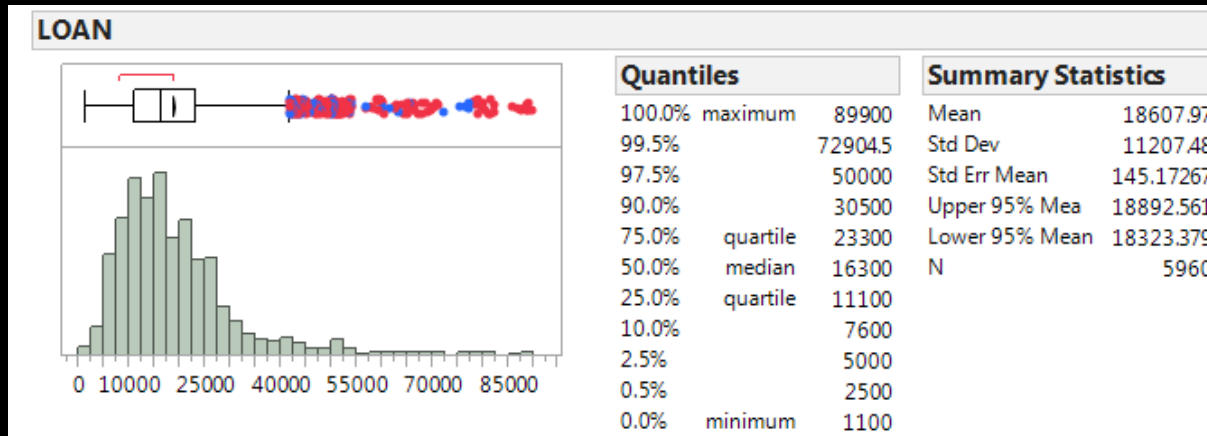 LOAN
Quantiles
100.0% maximum 89900
99.5% 72904.5
97.5% 50000
90.0% 30500
75.0% quartile 23300
50.0% median 16300
25.0% quartile 11100
10.0% 7600
2.5% 5000
0.5% 2500
0.0% minimum 1100
Summary Statistics
Mean 18607.97
Std Dev 11207.48
Std Err Mean 145.17267
Upper 95% Mea 18892.561
Lower 95% Mean 18323.379
N 5960
0 10000 25000 40000 55000 70000 85000